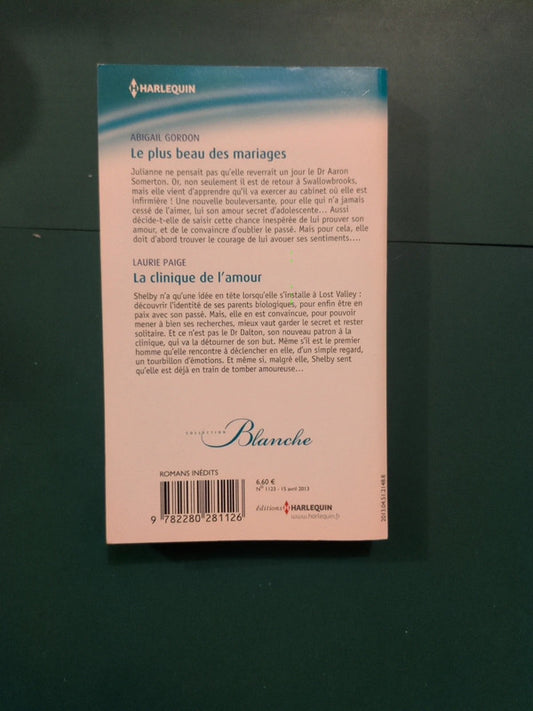 HARLEQUIN
ABIGAIL GORDON
Le plus beau des mariages
Julianne ne pensait pas qu'elle reverrait un jour le Dr Aaron
Somerton. Or, non seulement il est de retour à Swallowbrooks,
mais elle vient d'apprendre qu'il va exercer au cabinet où elle est
infirmière ! Une nouvelle bouleversante, pour elle qui n'a jamais
cessé de l'aimer, lui son amour secret d'adolescente… Aussi
décide-t-elle de saisir cette chance inespérée de lui prouver son
amour, et de le convaincre d'oublier le passé. Mais pour cela, elle
doit d'abord trouver le courage de lui avouer ses sentiments….
LAURIE PAIGE
La clinique de l'amour
Shelby n'a qu'une idée en tête lorsqu'elle s'installe à Lost Valley :
découvrir l'identité de ses parents biologiques, pour enfin être en
paix avec son passé. Mais, elle en est convaincue, pour pouvoir
mener à bien ses recherches, mieux vaut garder le secret et rester
solitaire. Et ce n'est pas le Dr Dalton, son nouveau patron à la
clinique, qui va la détourner de son but. Même s'il est le premier
homme qu'elle rencontre à déclencher en elle, d'un simple regard,
un tourbillon d'émotions. Et même si, malgré elle, Shelby sent
qu'elle est déjà en train de tomber amoureuse…
COLLECTION
Blanche
ROMANS INÉDITS
6,60 €
N° 1123 - 15 avril 2013
9 782280 281126
éditions HARLEQUIN
www.harlequin.fr
2013.04.51.2148.8